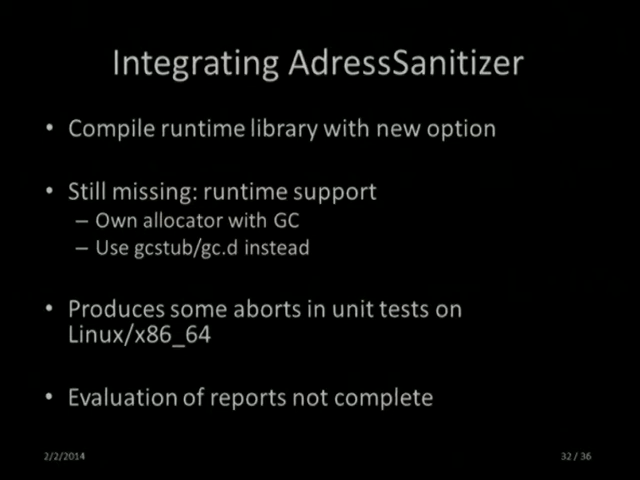 Integrating AdressSanitizer
• Compile runtime library with new option
• Still missing: runtime support
– Own allocator with GC
– Use gcstub/gc.d instead
• Produces some aborts in unit tests on
Linux/x86_64
• Evaluation of reports not complete
2/2/2014
32 / 36